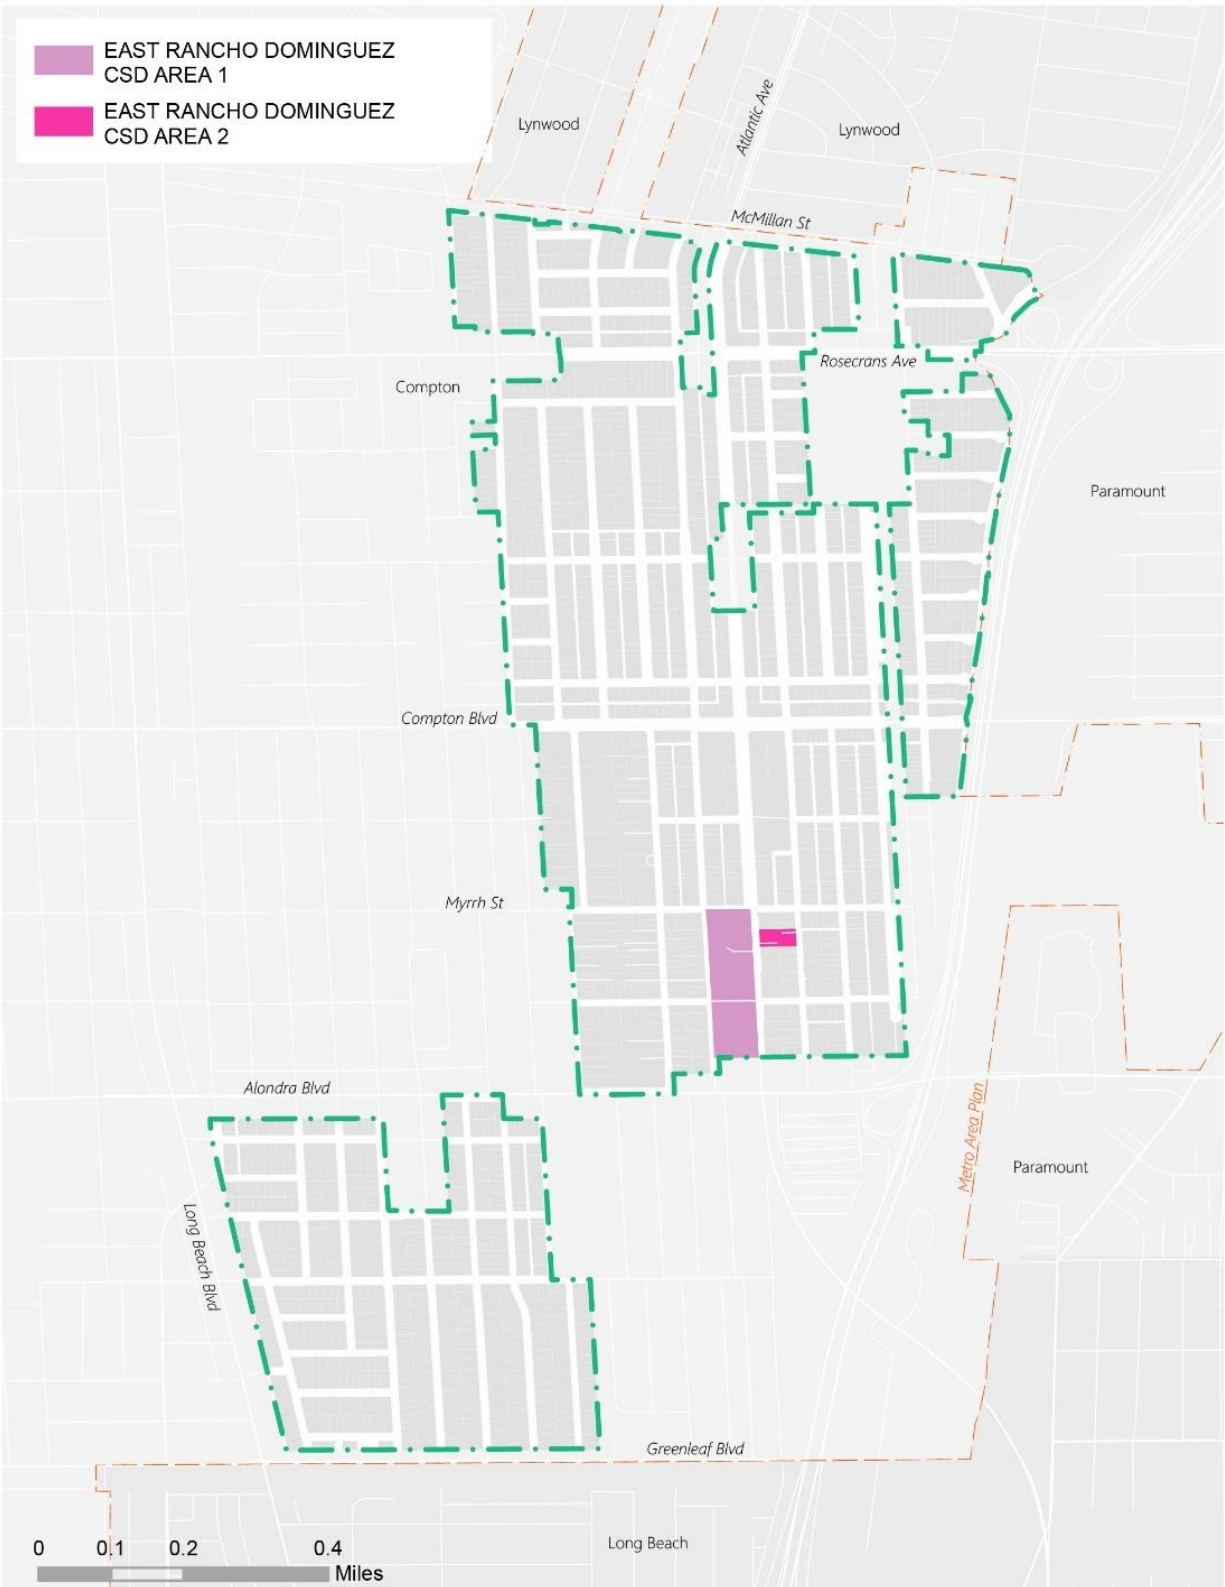 EAST RANCHO DOMINGUEZ
CSD AREA 1
EAST RANCHO DOMINGUEZ
CSD AREA 2
Lynwood
Atlantic Ave
Lynwood
McMillan St
Rosecrans Ave
Compton
Paramount
Compton Blvd
Myrrh St
Alondra Blvd
Metro Area Plan
Paramount
Long Beach Blvd
Greenleaf Blvd
Long Beach
0 0.1 0.2 0.4
Miles